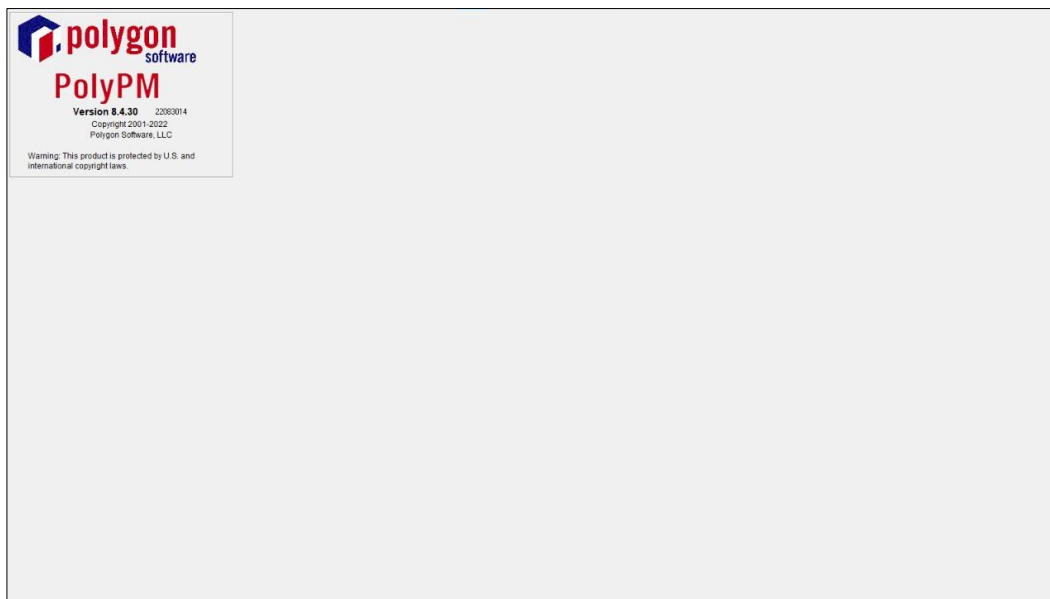 polygon
software
PolyPM
Version 8.4.30 22083014
Copyright 2001-2022
Polygon Software, LLC
Warning: This product is protected by U.S. and
international copyright laws.